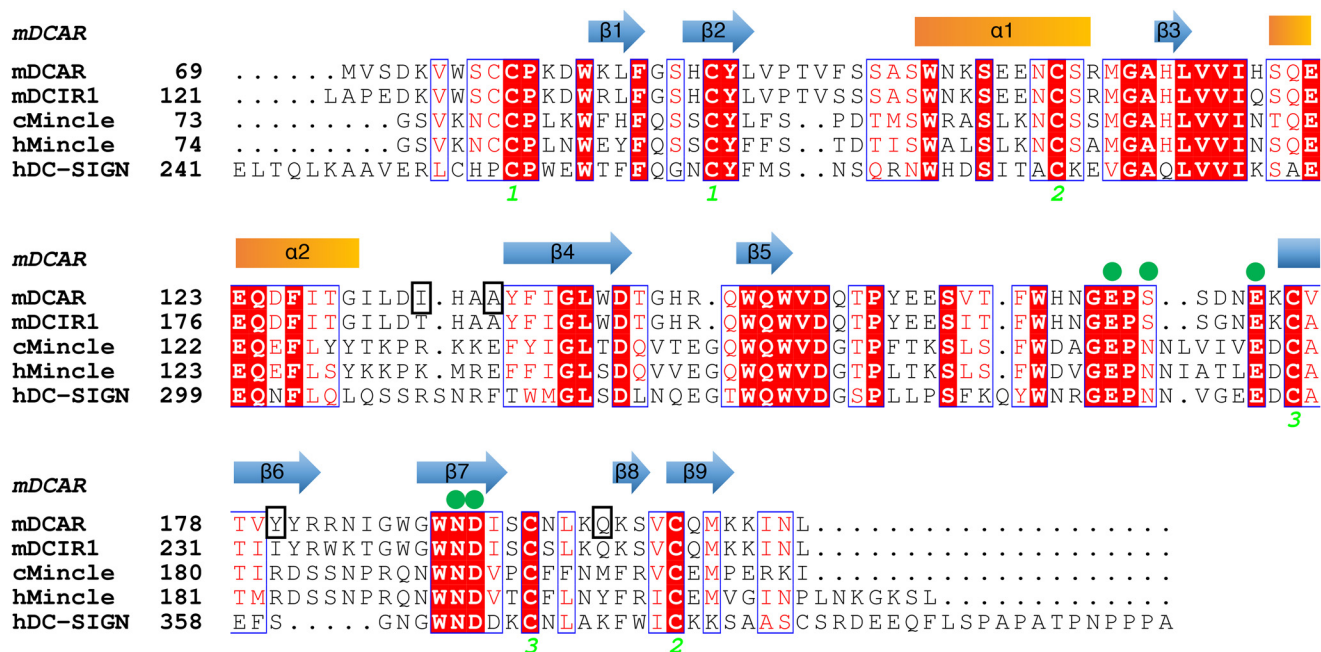 mDCAR β1 β2 α1 β3
mDCAR 69 ......MVSDKVWSCCPKDWKLFGSHCYLVPTVFSSASWNKSEENCSRMGAHLVVIHSQE
mDCIR1 121 .....LAPEDKVWSCCPKDWRLFGSHCYLVPTVSSSASWNKSEENCSRMGAHLVVIQSQE
cMincle 73 .........GSVKNCCPLKWFHFQSSCYLFS..PDTMSWRASLKNCSSMGAHLVVINTQE
hMincle 74 .........GSVKNCCPLNWEYFQSSCYFFS..TDTISWALSLKNCSAMGAHLVVINSQE
hDC-SIGN 241 ELTQLKAAVERLCHPCPWEWTFFQGNCYFMS..NSQRNWHDSITACKEVGAQLVVIKSAE
1 1 2
mDCAR α2 β4 β5
mDCAR 123 EQDFITGILDI.HAAYFIGLWDTGHR.QWQWVDQTPYEESVT.FWHNGEPS..SDNEKCV
mDCIR1 176 EQDFITGILDT.HAAYFIGLWDTGHR.QWQWVDQTPYEESIT.FWHNGEPS..SGNEKCA
cMincle 122 EQEFLYYTKPR.KKEFYIGLTDQVTEGQWQWVDGTPFTKSLS.FWDAGEPNNLVIVEDCA
hMincle 123 EQEFLSYKKPK.MREFFIGLSDQVVEGQWQWVDGTPLTKSLS.FWDVGEPNNIATLEDCA
hDC-SIGN 299 EQNFLQLQSSRSNRFTWMGLSDLNQEGTWQWVDGSPLLPSFKQYWNRGEPNN.VGEEDCA
3
mDCAR β6 β7 β8 β9
mDCAR 178 TVYYRRNIGWGWNDISCNLKQKSVCQMKKINL....................
mDCIR1 231 TIIYRWKTGWGWNDISCSLKQKSVCQMKKINL....................
cMincle 180 TIRDSSNPRQNWNDVPCFFNMFRVCEMPERKI....................
hMincle 181 TMRDSSNPRQNWNDVTCFLNYFRICEMVGINPLNKGKSL.............
hDC-SIGN 358 EFS.....GNGWNDDKCNLAKFWICKKSAASCSRDEEQFLSPAPATPNPPPA
3 2